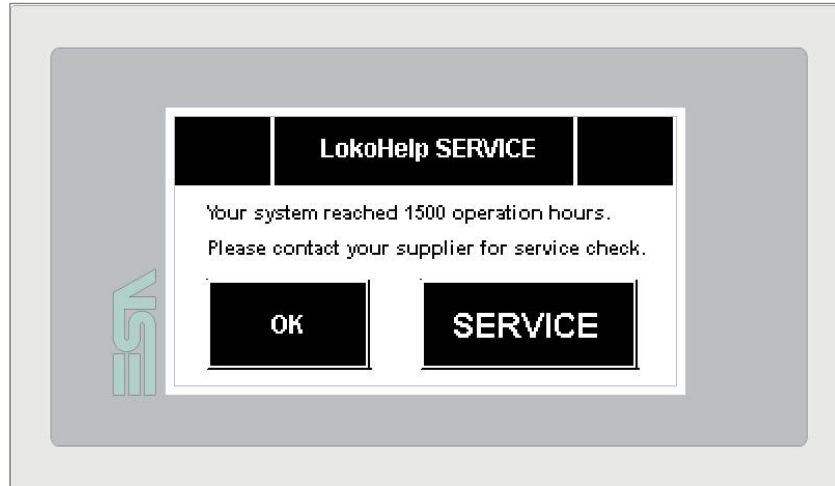 LokoHelp SERVICE
Your system reached 1500 operation hours.
Please contact your supplier for service check.
OK
SERVICE